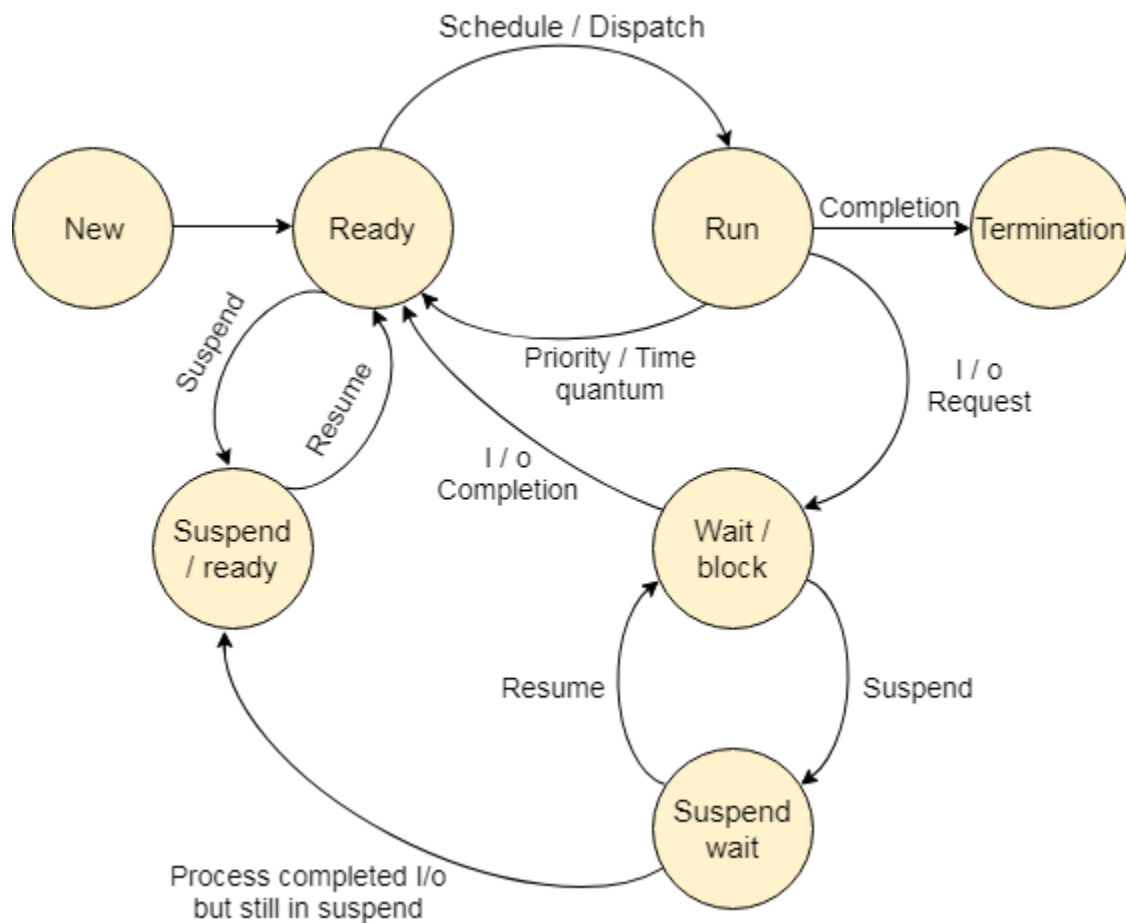 Schedule / Dispatch
New
Ready
Run
Completion
Termination
Suspend
Resume
Priority / Time
quantum
I / o
Request
I / o
Completion
Suspend
/ ready
Wait /
block
Resume
Suspend
Suspend
wait
Process completed I/o
but still in suspend